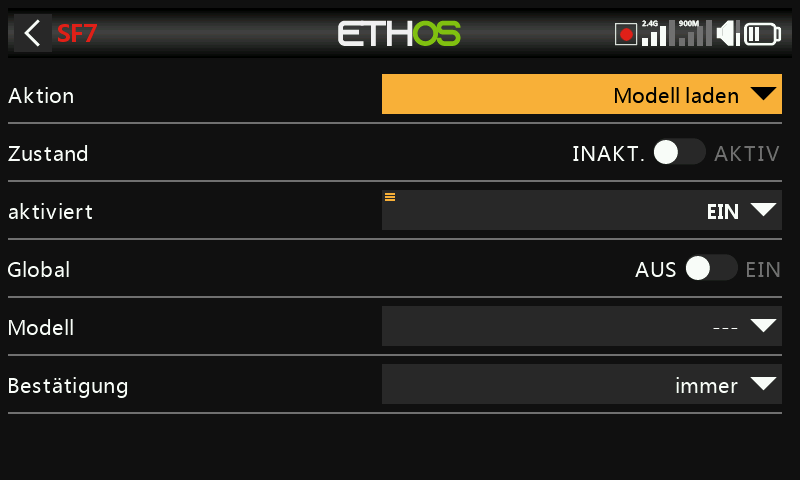 SF7 ETHOS 2.4G 900M
Aktion Modell laden
Zustand INAKT. AKTIV
aktiviert EIN
Global AUS EIN
Modell ---
Bestätigung immer